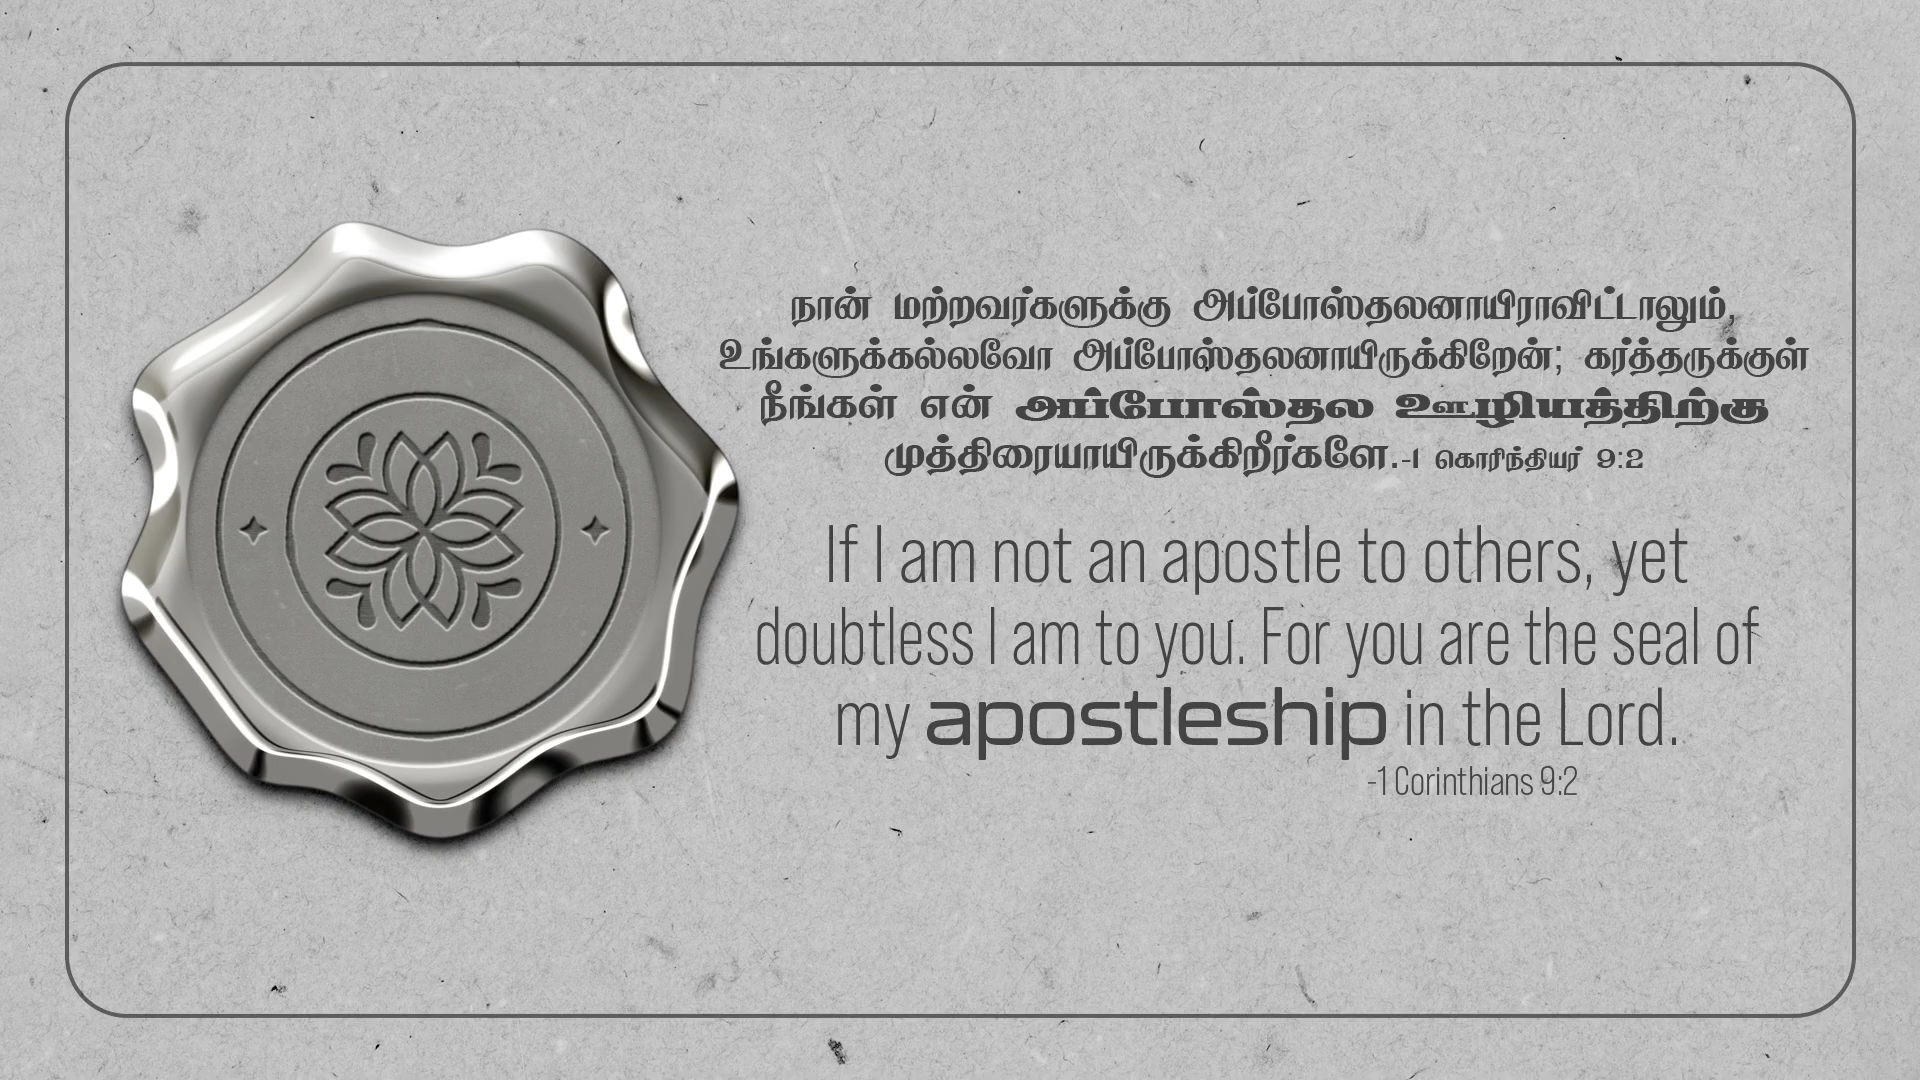 நான் மற்றவர்களுக்கு அப்போஸ்தலனாயிராவிட்டாலும்,
உங்களுக்கல்லவோ அப்போஸ்தலனாயிருக்கிறேன்; கர்த்தருக்குள்
நீங்கள் என் அப்போஸ்தல ஊழியத்திற்கு
முத்திரையாயிருக்கிறீர்களே.-1 கொரிந்தியர் 9:2
If I am not an apostle to others, yet
doubtless I am to you. For you are the seal of
my apostleship in the Lord.
-1 Corinthians 9:2